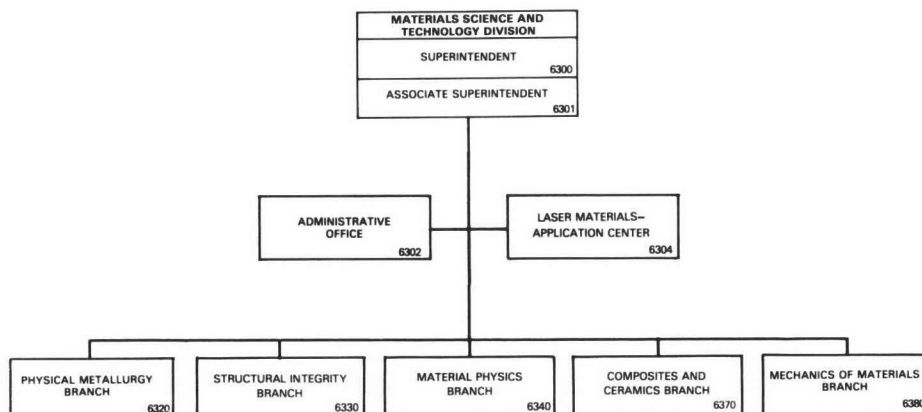 MATERIALS SCIENCE AND
TECHNOLOGY DIVISION
SUPERINTENDENT
6300
ASSOCIATE SUPERINTENDENT
6301
ADMINISTRATIVE
OFFICE
6302
LASER MATERIALS–
APPLICATION CENTER
6304
PHYSICAL METALLURGY
BRANCH
6320
STRUCTURAL INTEGRITY
BRANCH
6330
MATERIAL PHYSICS
BRANCH
6340
COMPOSITES AND
CERAMICS BRANCH
6370
MECHANICS OF MATERIALS
BRANCH
6380